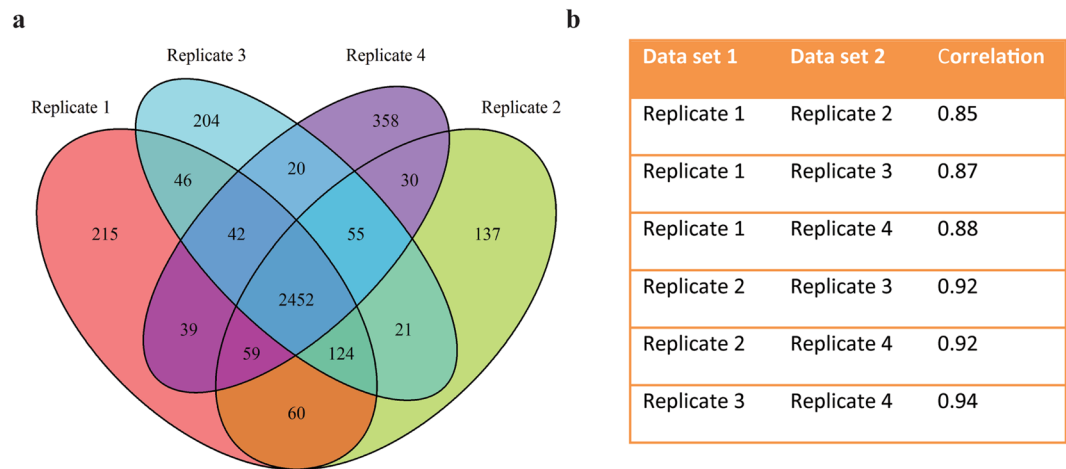 a
b
Replicate 3
Replicate 4
Replicate 1
Replicate 2
204
358
46
20
30
215
42
55
137
2452
39
59
124
21
60
Data set 1 Data set 2 Correlation
Replicate 1 Replicate 2 0.85
Replicate 1 Replicate 3 0.87
Replicate 1 Replicate 4 0.88
Replicate 2 Replicate 3 0.92
Replicate 2 Replicate 4 0.92
Replicate 3 Replicate 4 0.94